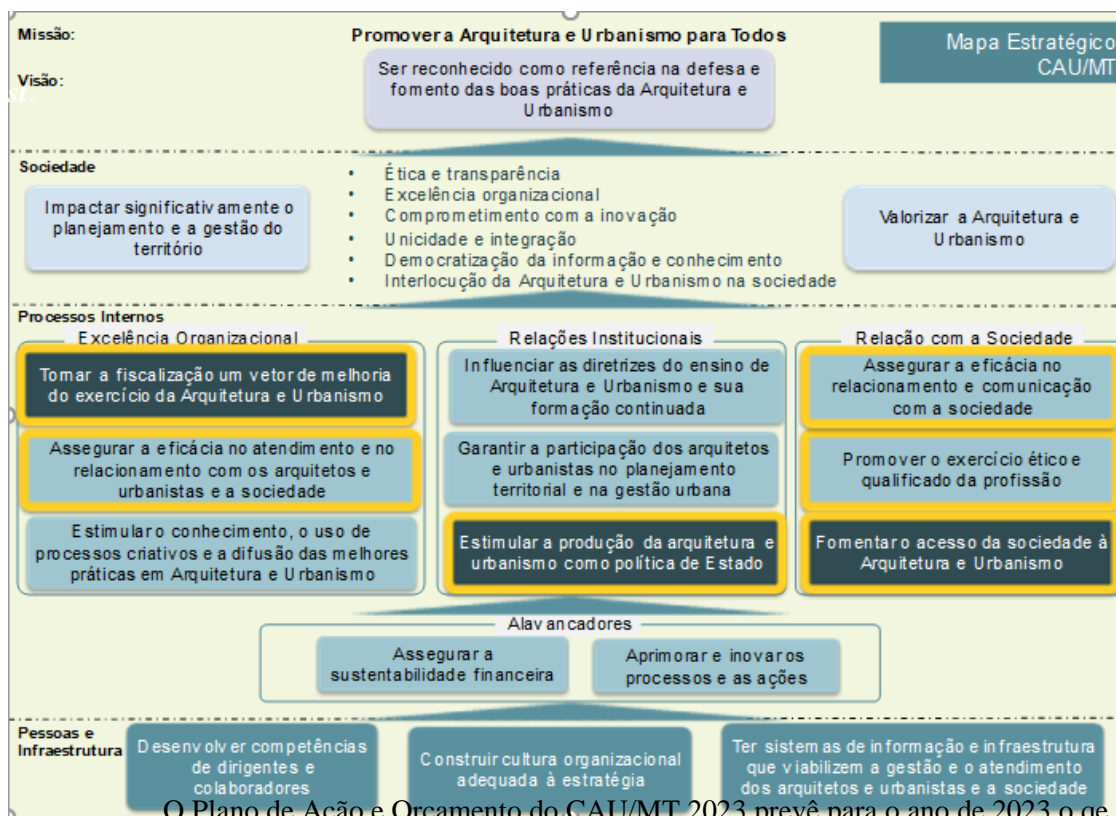 Missão:
Promover a Arquitetura e Urbanismo para Todos
Mapa Estratégico
CAU/MT
Visão:
Ser reconhecido como referência na defesa e
fomento das boas práticas da Arquitetura e
Urbanismo
st.
Sociedade
Impactar significativamente o
planejamento e a gestão do
território
• Ética e transparência
• Excelência organizacional
• Comprometimento com a inovação
• Unicidade e integração
• Democratização da informação e conhecimento
• Interlocução da Arquitetura e Urbanismo na sociedade
Valorizar a Arquitetura e
Urbanismo
Processos Internos
Excelência Organizacional
Tornar a fiscalização um vetor de melhoria
do exercício da Arquitetura e Urbanismo
Assegurar a eficácia no atendimento e no
relacionamento com os arquitetos e
urbanistas e a sociedade
Estimular o conhecimento, o uso de
processos criativos e a difusão das melhores
práticas em Arquitetura e Urbanismo
Relações Institucionais
Influenciar as diretrizes do ensino de
Arquitetura e Urbanismo e sua
formação continuada
Garantir a participação dos arquitetos
e urbanistas no planejamento
territorial e na gestão urbana
Estimular a produção da arquitetura e
urbanismo como política de Estado
Relação com a Sociedade
Assegurar a eficácia no
relacionamento e comunicação
com a sociedade
Promover o exercício ético e
qualificado da profissão
Fomentar o acesso da sociedade à
Arquitetura e Urbanismo
Alavancadores
Assegurar a
sustentabilidade financeira
Aprimorar e inovar os
processos e as ações
Pessoas e
Infraestrutura
Desenvolver competências
de dirigentes e
colaboradores
Construir cultura organizacional
adequada à estratégia
Ter sistemas de informação e infraestrutura
que viabilizem a gestão e o atendimento
dos arquitetos e urbanistas e a sociedade
O Plano de Ação e Orçamento do CAU/MT 2023 prevê para o ano de 2023 o qe